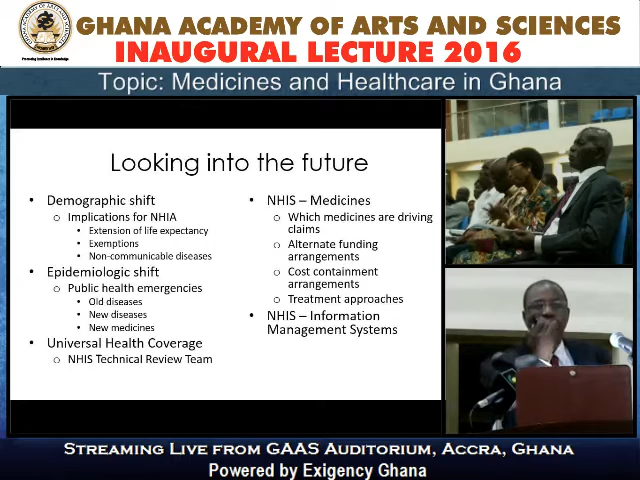 GHANA ACADEMY OF ARTS AND SCIENCES
INAUGURAL LECTURE 2016
Topic: Medicines and Healthcare in Ghana
Looking into the future
• Demographic shift
o Implications for NHIA
• Extension of life expectancy
• Exemptions
• Non-communicable diseases
• Epidemiologic shift
o Public health emergencies
• Old diseases
• New diseases
• New medicines
• Universal Health Coverage
o NHIS Technical Review Team
• NHIS – Medicines
o Which medicines are driving
claims
o Alternate funding
arrangements
o Cost containment
arrangements
o Treatment approaches
• NHIS – Information
Management Systems
STREAMING LIVE FROM GAAS AUDITORIUM, ACCRA, GHANA
Powered by Exigency Ghana